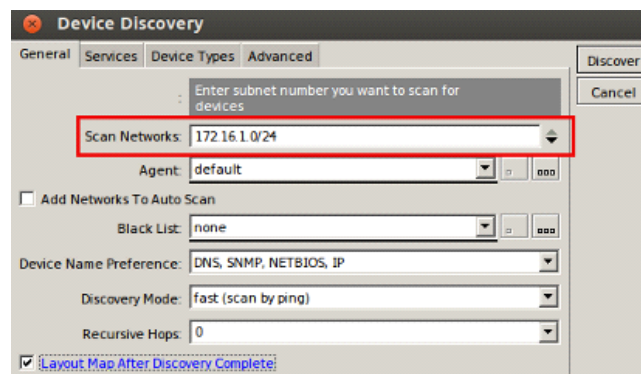 Device Discovery
General Services Device Types Advanced
Discover
Cancel
: Enter subnet number you want to scan for
devices
Scan Networks: 172.16.1.0/24
Agent: default
Add Networks To Auto Scan
Black List: none
Device Name Preference: DNS, SNMP, NETBIOS, IP
Discovery Mode: fast (scan by ping)
Recursive Hops: 0
Layout Map After Discovery Complete